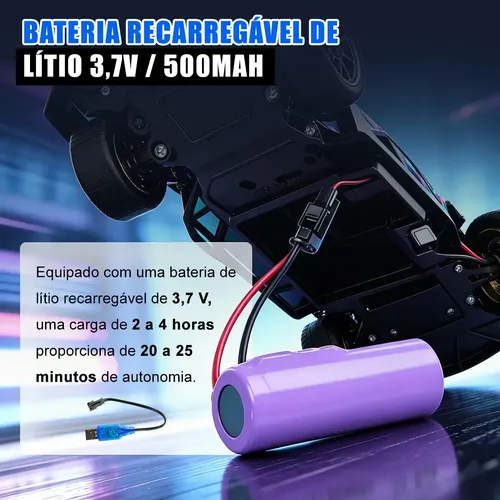 BATERIA RECARREGÁVEL DE
LÍTIO 3,7V / 500MAH
Equipado com uma bateria de
lítio recarregável de 3,7 V,
uma carga de 2 a 4 horas
proporciona de 20 a 25
minutos de autonomia.